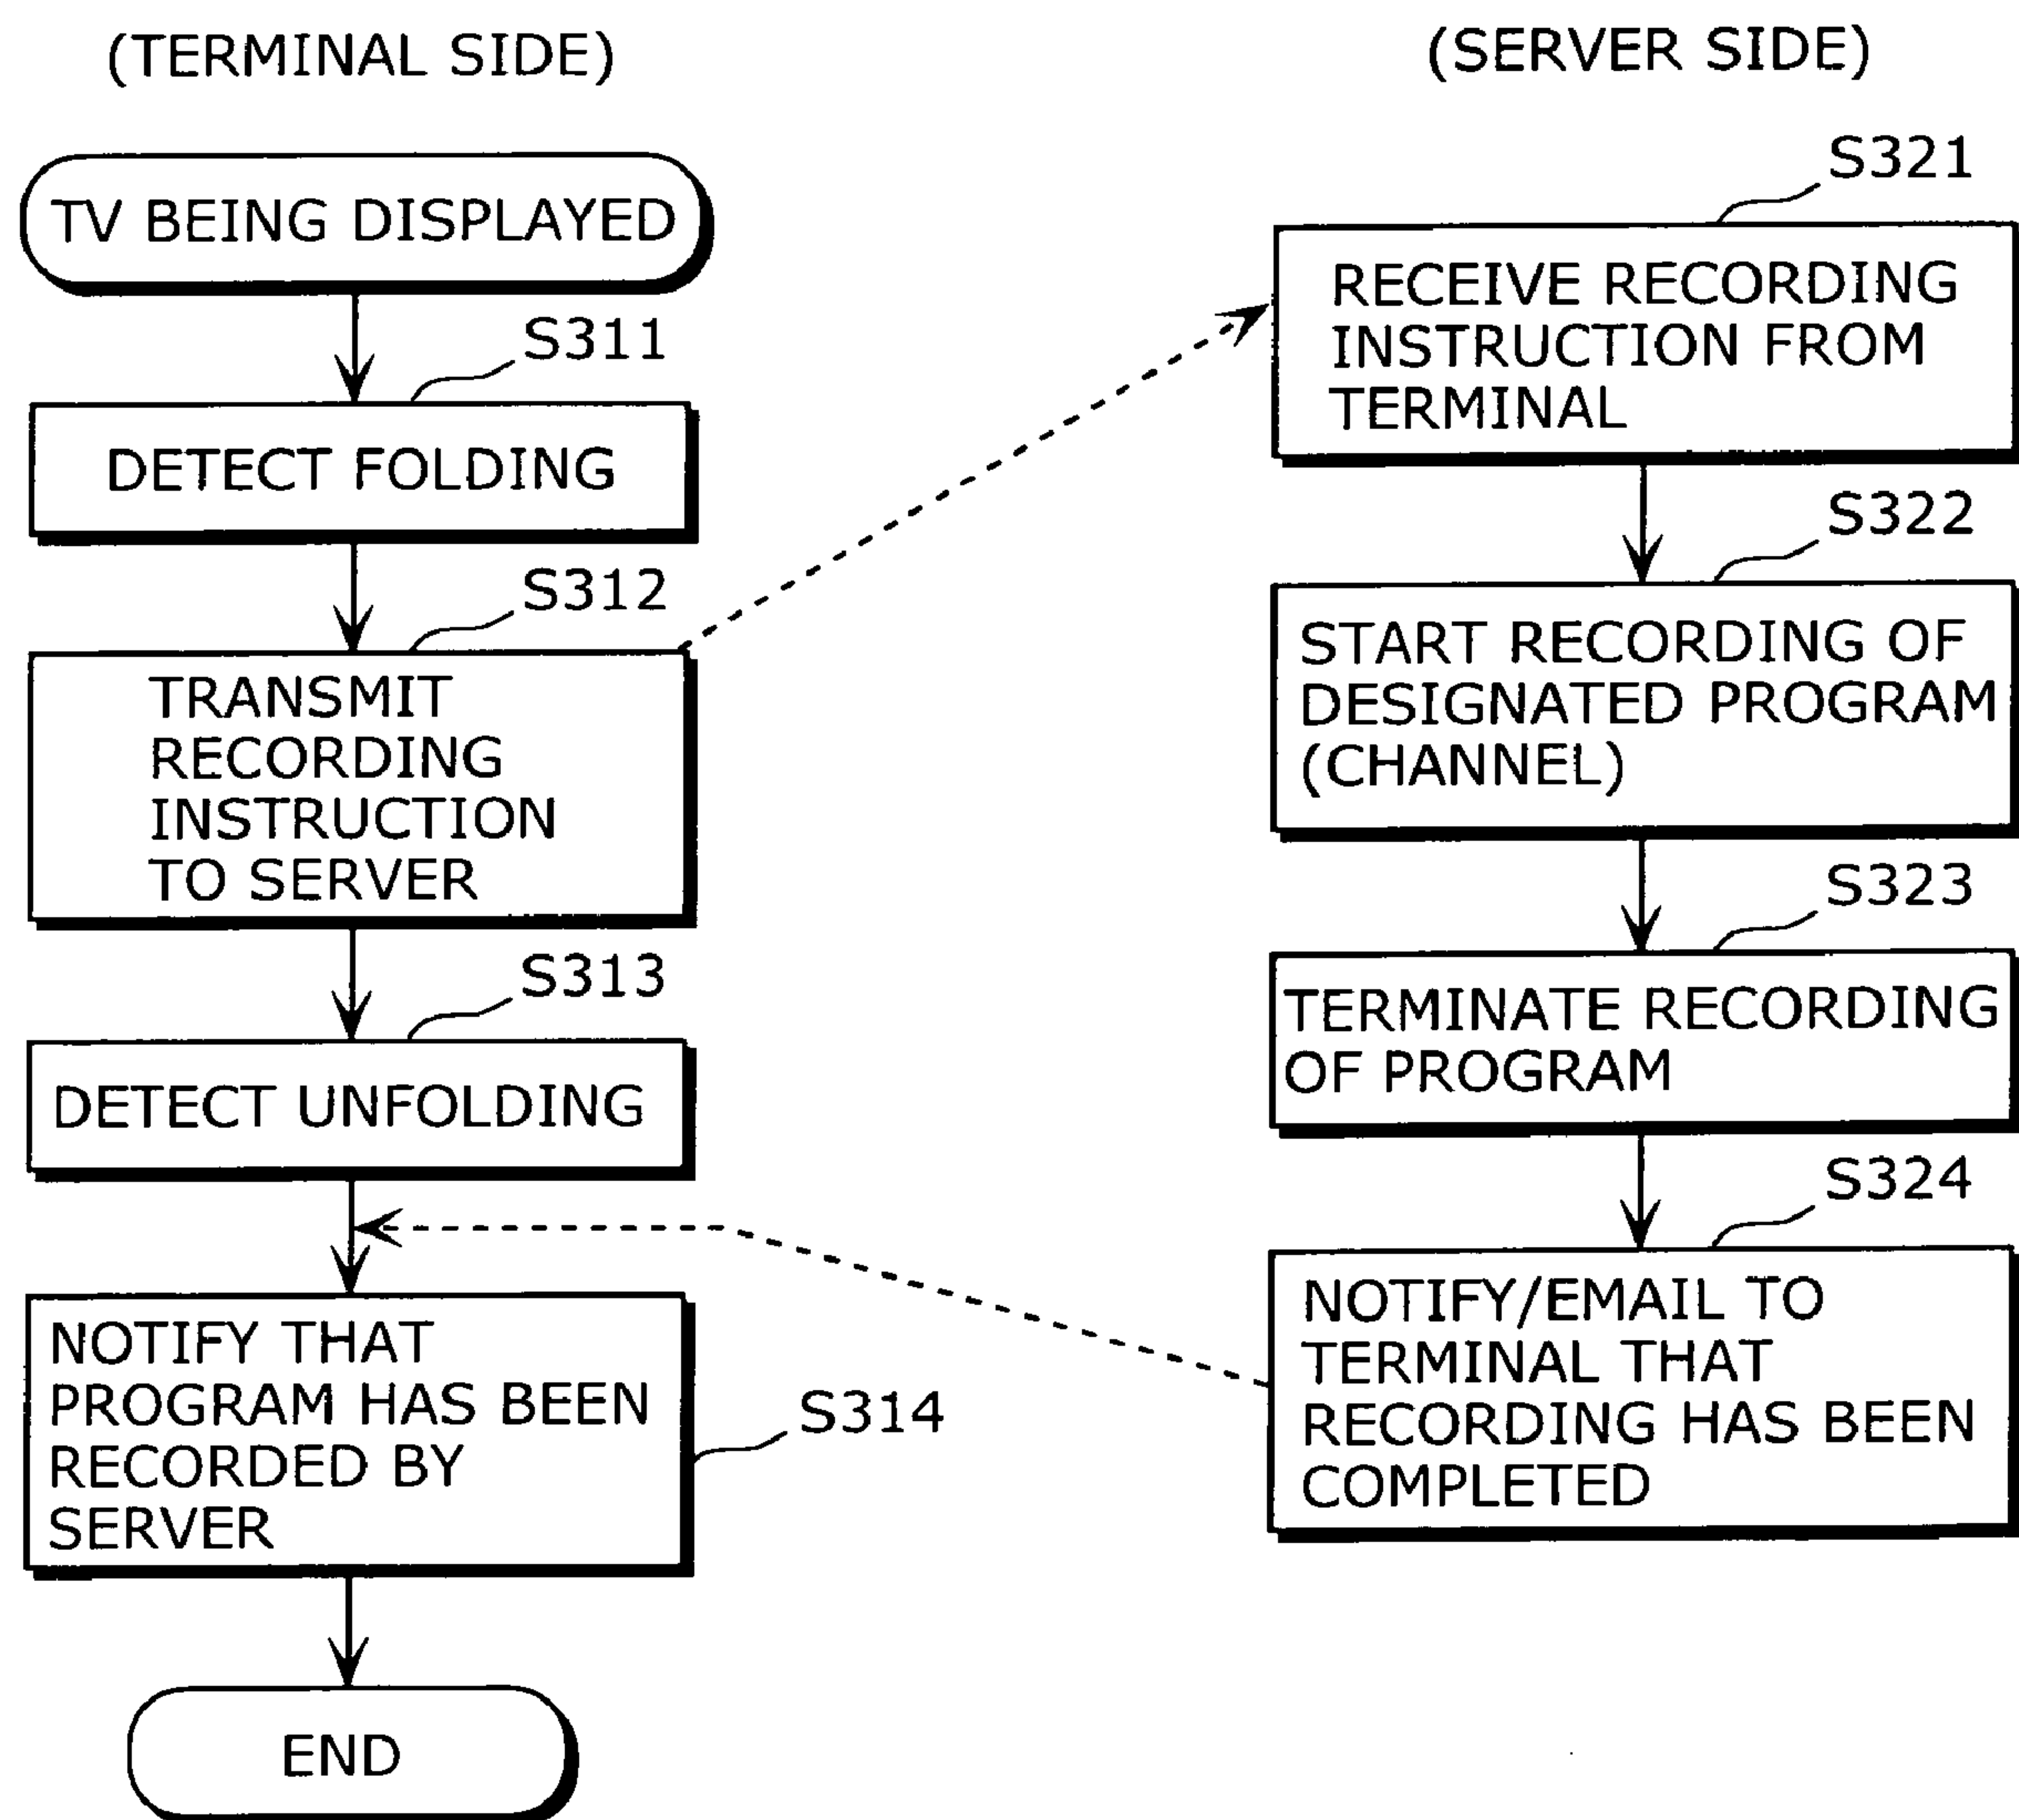 (TERMINAL SIDE)
TV BEING DISPLAYED
S311
DETECT FOLDING
S312
TRANSMIT
RECORDING
INSTRUCTION
TO SERVER
S313
DETECT UNFOLDING
NOTIFY THAT
PROGRAM HAS BEEN
RECORDED BY
SERVER
S314
END
(SERVER SIDE)
S321
RECEIVE RECORDING
INSTRUCTION FROM
TERMINAL
S322
START RECORDING OF
DESIGNATED PROGRAM
(CHANNEL)
S323
TERMINATE RECORDING
OF PROGRAM
S324
NOTIFY/EMAIL TO
TERMINAL THAT
RECORDING HAS BEEN
COMPLETED